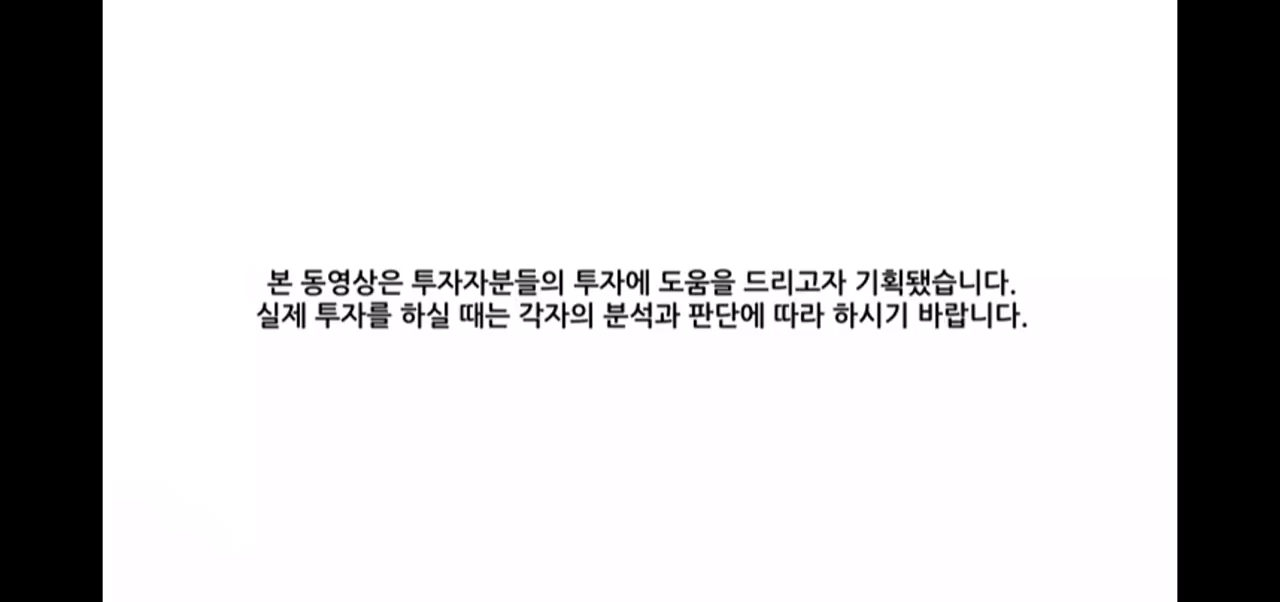 본 동영상은 투자자분들의 투자에 도움을 드리고자 기획됐습니다.
실제 투자를 하실 때는 각자의 분석과 판단에 따라 하시기 바랍니다.